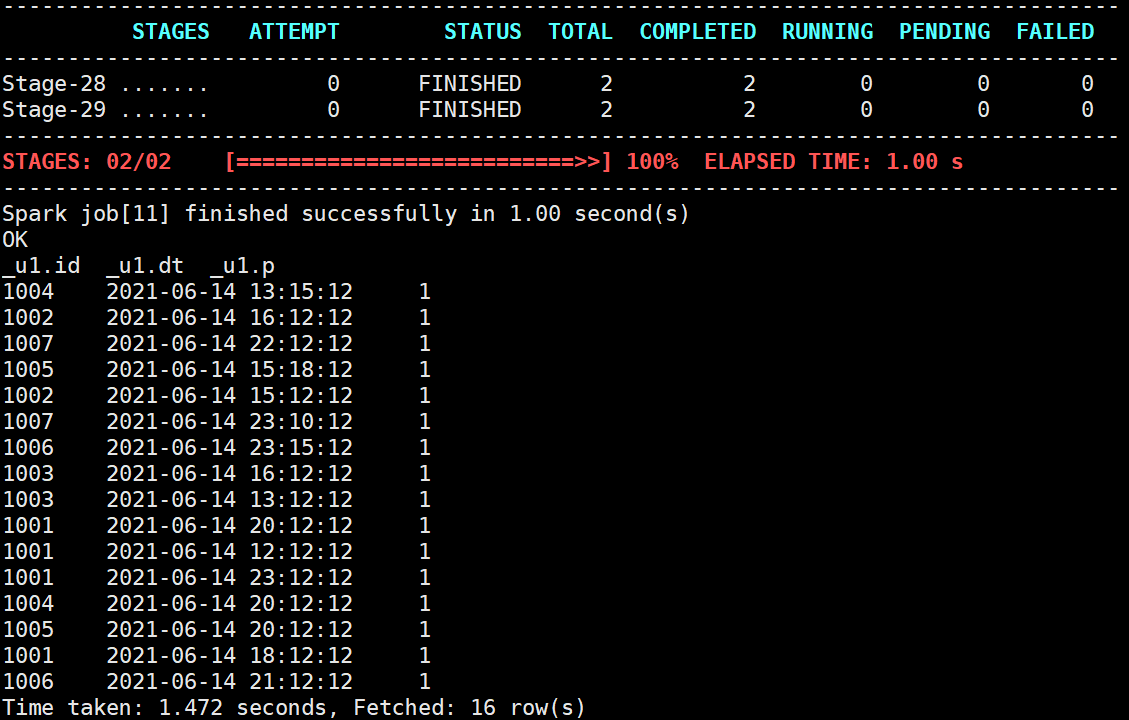 --------------------------------------------------------------------------------------
          STAGES   ATTEMPT        STATUS  TOTAL  COMPLETED  RUNNING  PENDING  FAILED
--------------------------------------------------------------------------------------
Stage-28 .......         0      FINISHED      2          2        0        0       0
Stage-29 .......         0      FINISHED      2          2        0        0       0
--------------------------------------------------------------------------------------
STAGES: 02/02    [==========================>>] 100%  ELAPSED TIME: 1.00 s
--------------------------------------------------------------------------------------
Spark job[11] finished successfully in 1.00 second(s)
OK
_u1.id  _u1.dt  _u1.p
1004    2021-06-14 13:15:12     1
1002    2021-06-14 16:12:12     1
1007    2021-06-14 22:12:12     1
1005    2021-06-14 15:18:12     1
1002    2021-06-14 15:12:12     1
1007    2021-06-14 23:10:12     1
1006    2021-06-14 23:15:12     1
1003    2021-06-14 16:12:12     1
1003    2021-06-14 13:12:12     1
1001    2021-06-14 20:12:12     1
1001    2021-06-14 12:12:12     1
1001    2021-06-14 23:12:12     1
1004    2021-06-14 20:12:12     1
1005    2021-06-14 20:12:12     1
1001    2021-06-14 18:12:12     1
1006    2021-06-14 21:12:12     1
Time taken: 1.472 seconds, Fetched: 16 row(s)